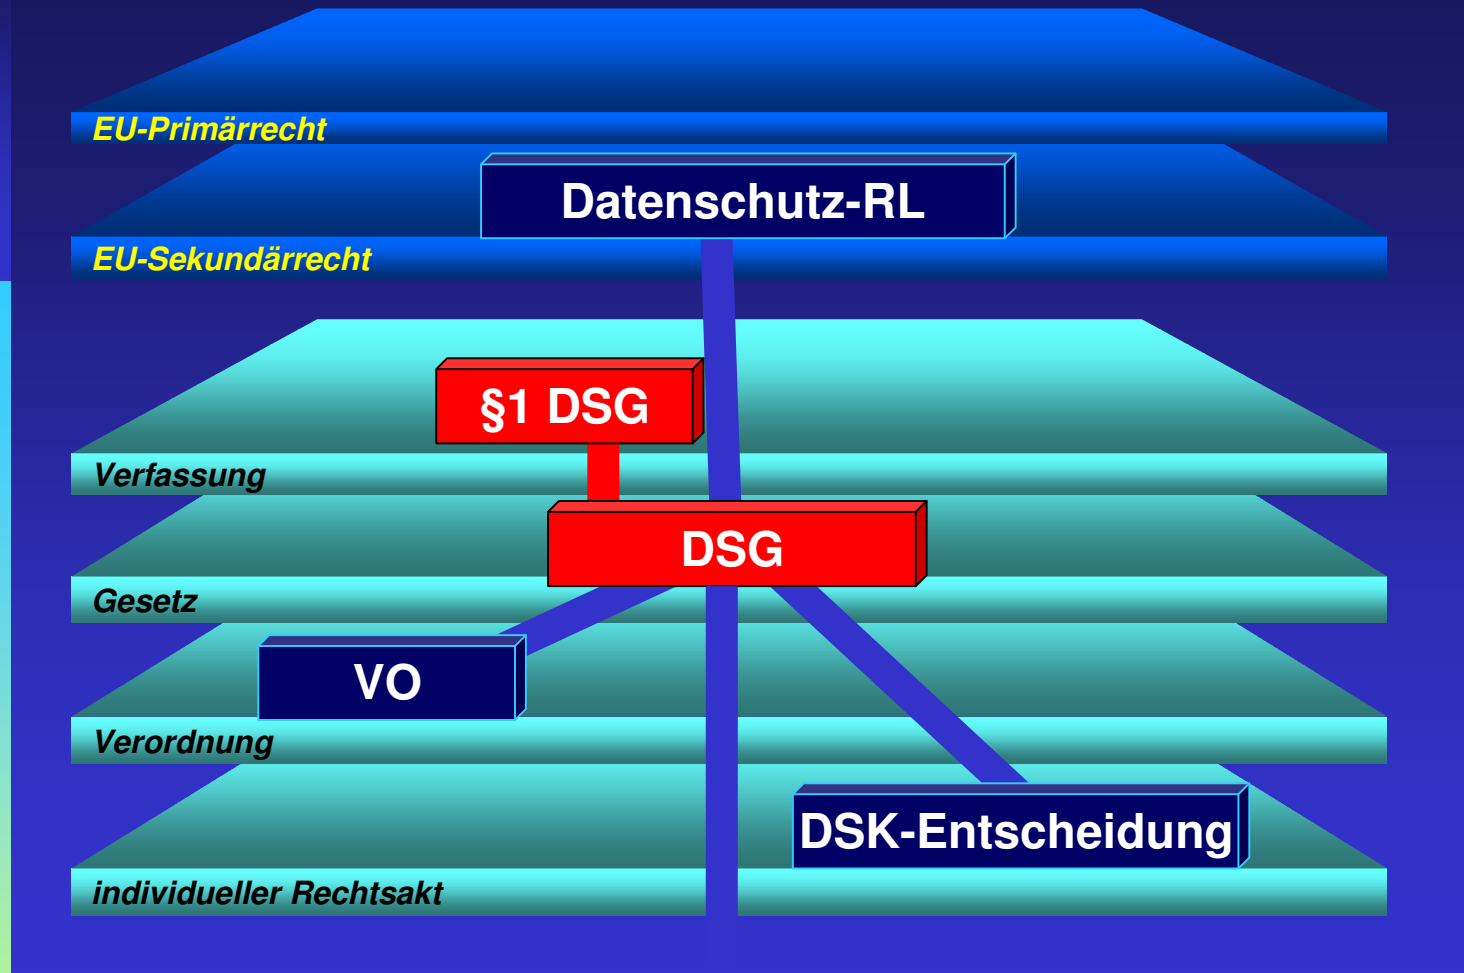 EU-Primärrecht
Datenschutz-RL
EU-Sekundärrecht
§1 DSG
Verfassung
DSG
Gesetz
VO
Verordnung
DSK-Entscheidung
individueller Rechtsakt